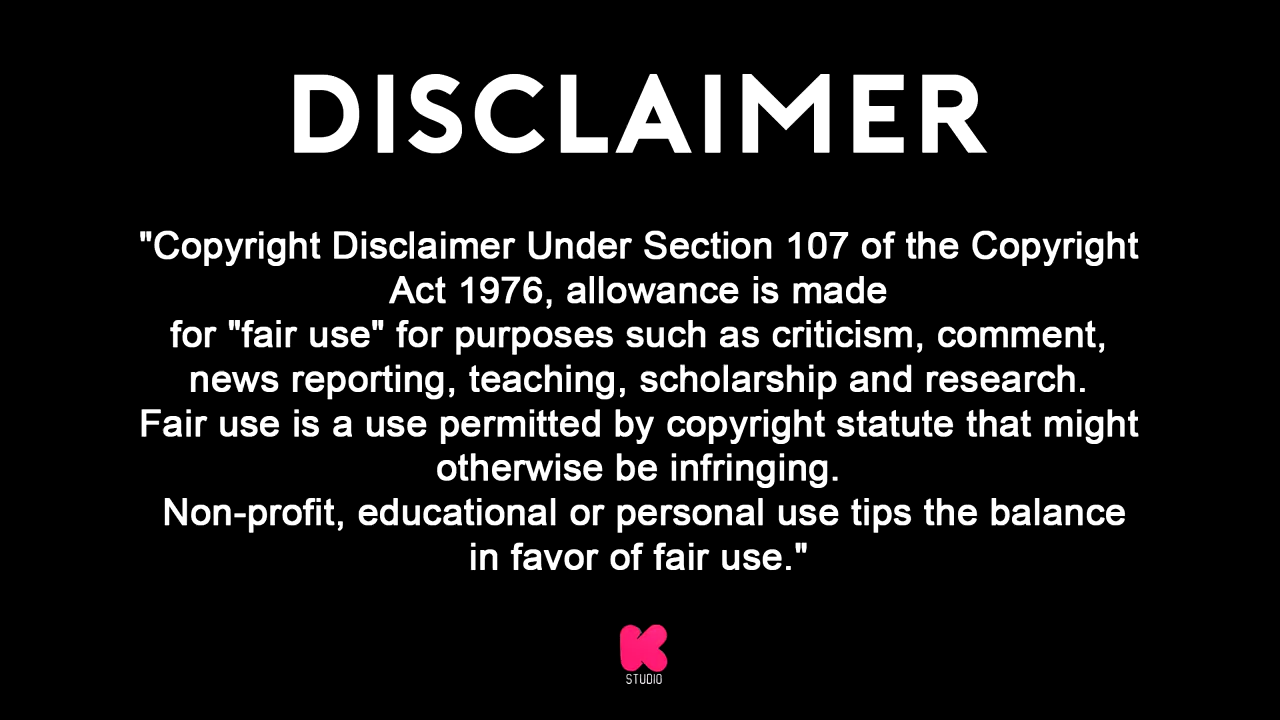 DISCLAIMER
"Copyright Disclaimer Under Section 107 of the Copyright
Act 1976, allowance is made
for "fair use" for purposes such as criticism, comment,
news reporting, teaching, scholarship and research.
Fair use is a use permitted by copyright statute that might
otherwise be infringing.
Non-profit, educational or personal use tips the balance
in favor of fair use."
K
STUDIO